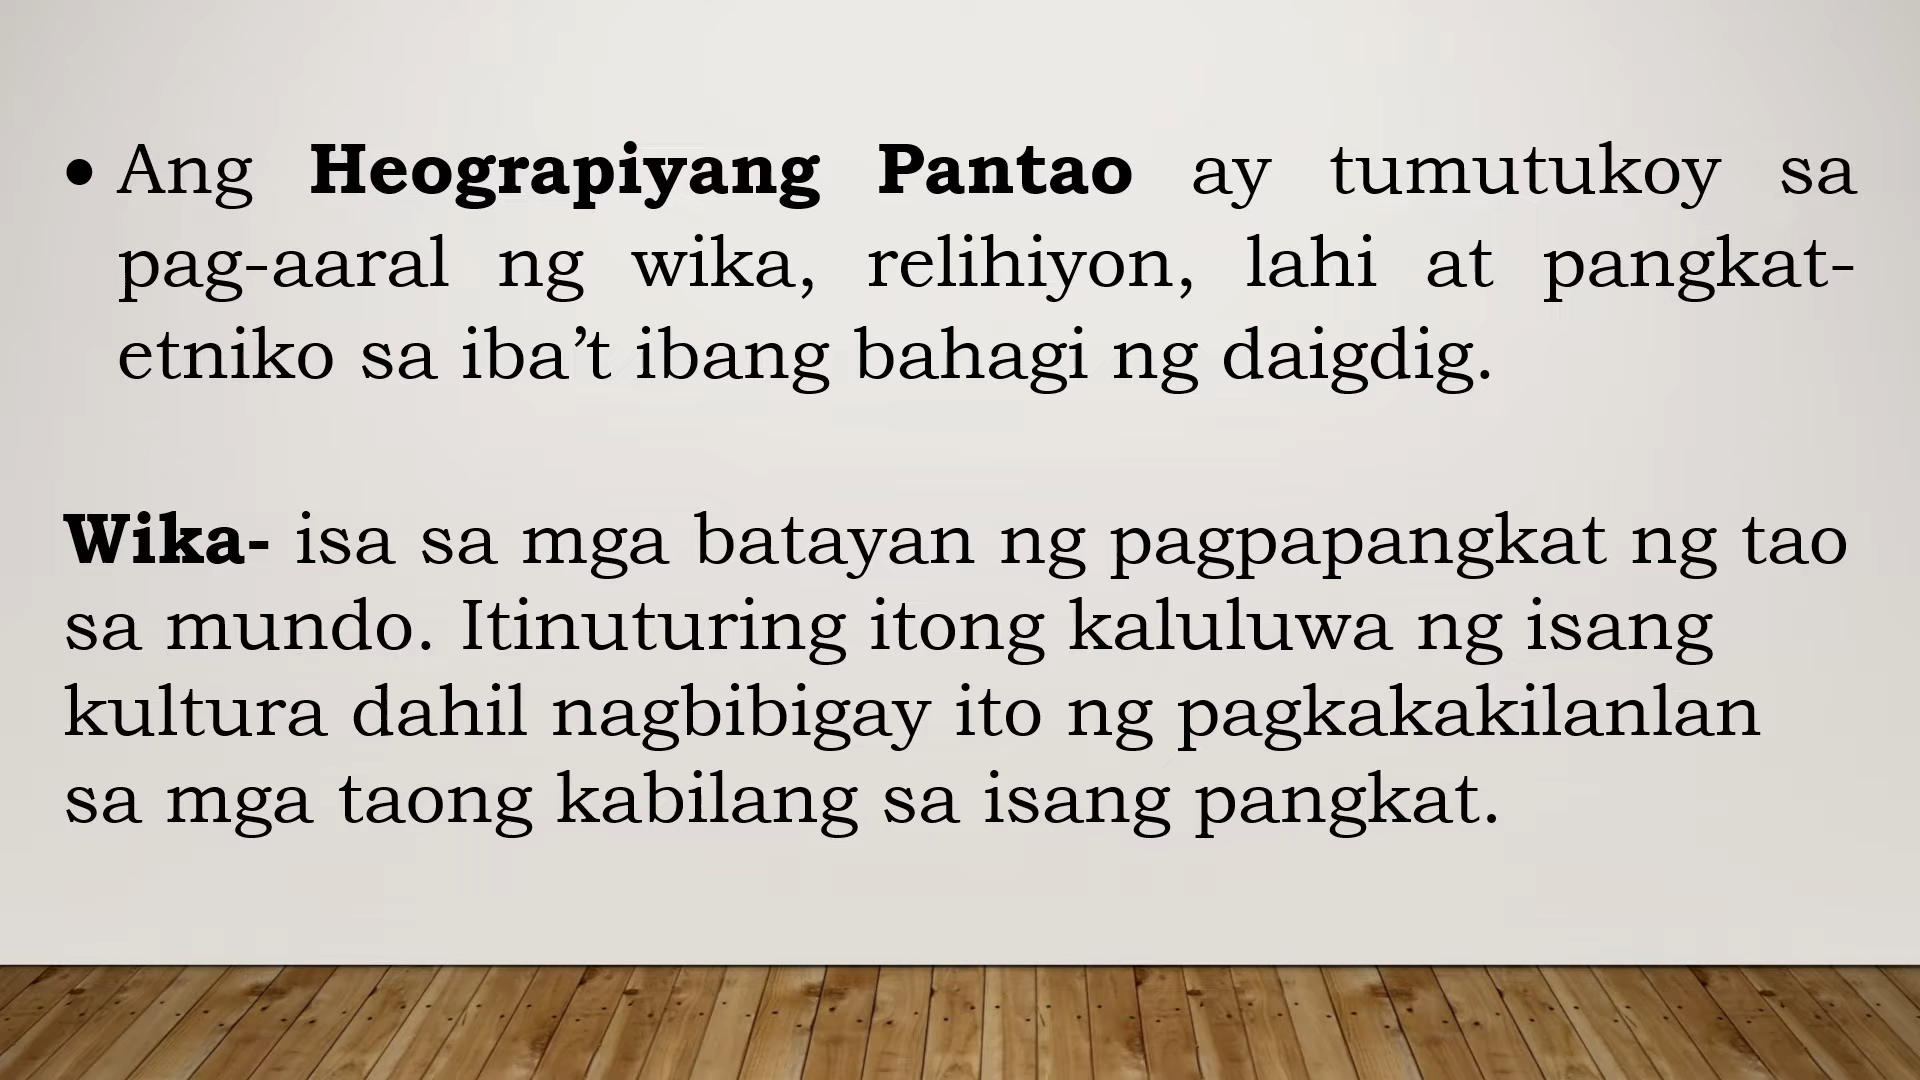 • Ang Heograpiyang Pantao ay tumutukoy sa
pag-aaral ng wika, relihiyon, lahi at pangkat-
etniko sa iba’t ibang bahagi ng daigdig.
Wika- isa sa mga batayan ng pagpapangkat ng tao
sa mundo. Itinuturing itong kaluluwa ng isang
kultura dahil nagbibigay ito ng pagkakakilanlan
sa mga taong kabilang sa isang pangkat.